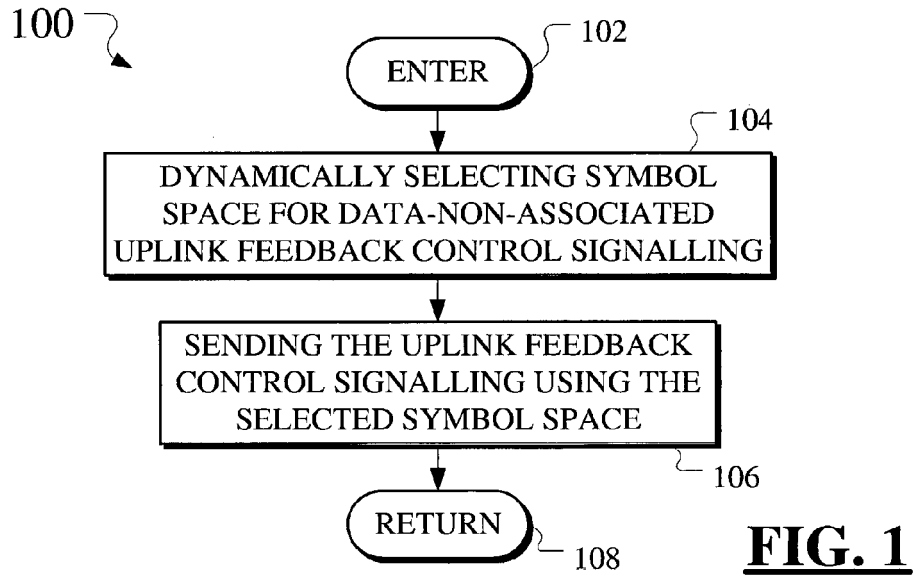 100
102
ENTER
104
DYNAMICALLY SELECTING SYMBOL
SPACE FOR DATA-NON-ASSOCIATED
UPLINK FEEDBACK CONTROL SIGNALLING
SENDING THE UPLINK FEEDBACK
CONTROL SIGNALLING USING THE
SELECTED SYMBOL SPACE
106
RETURN
108
FIG. 1